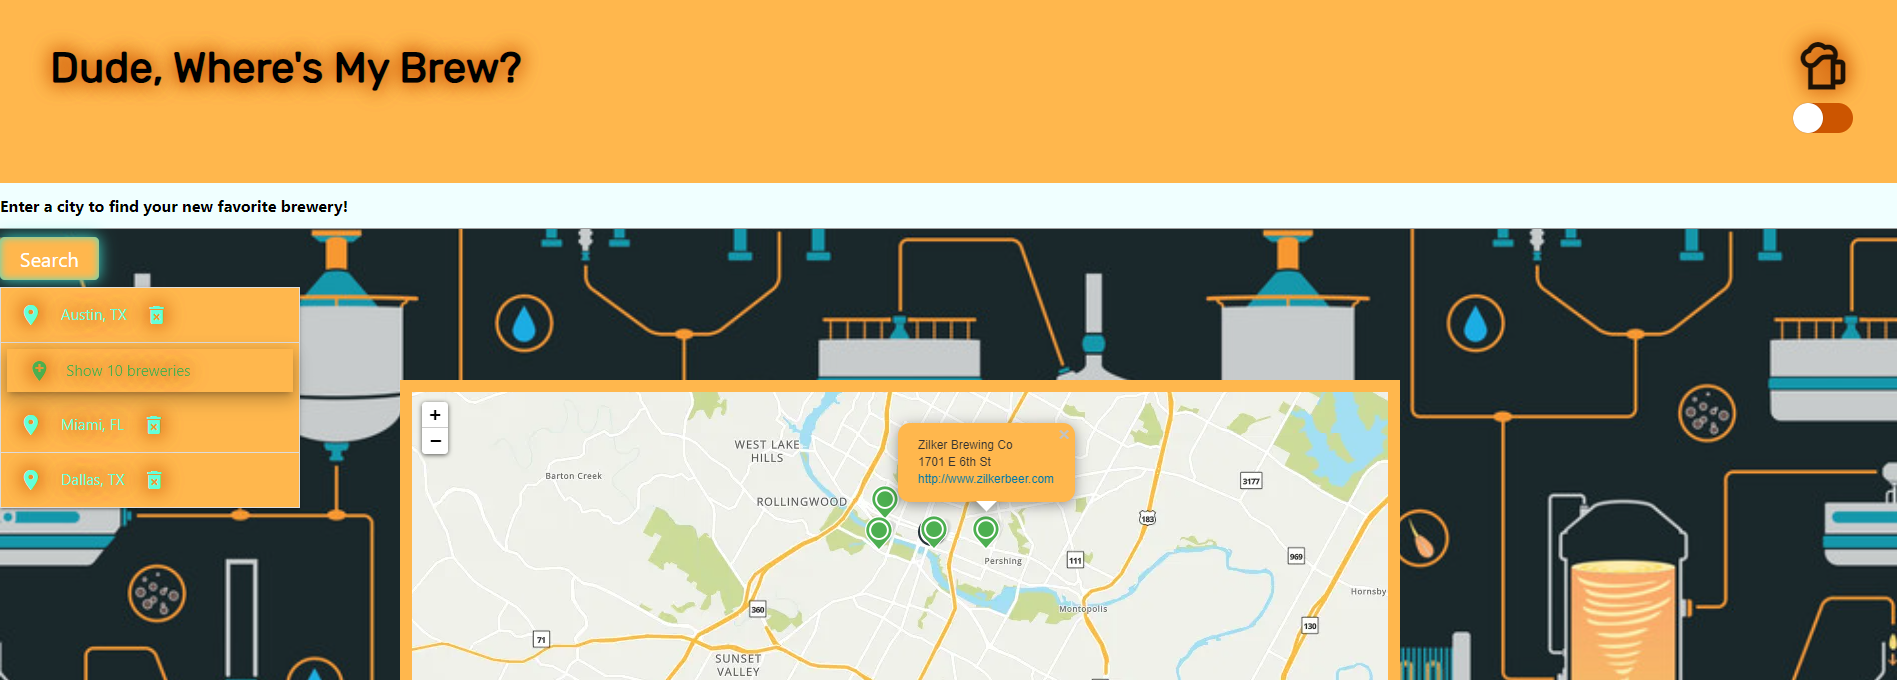 Dude, Where's My Brew?
Enter a city to find your new favorite brewery!
Search
Austin, TX
Show 10 breweries
Miami, FL
Dallas, TX
+
−
WEST LAKE
HILLS
Barton Creek
ROLLINGWOOD
Zilker Brewing Co
1701 E 6th St
http://www.zilkerbeer.com
×
3177
183
Pershing
111
969
Hornsby
Montopolis
360
130
71
SUNSET
VALLEY